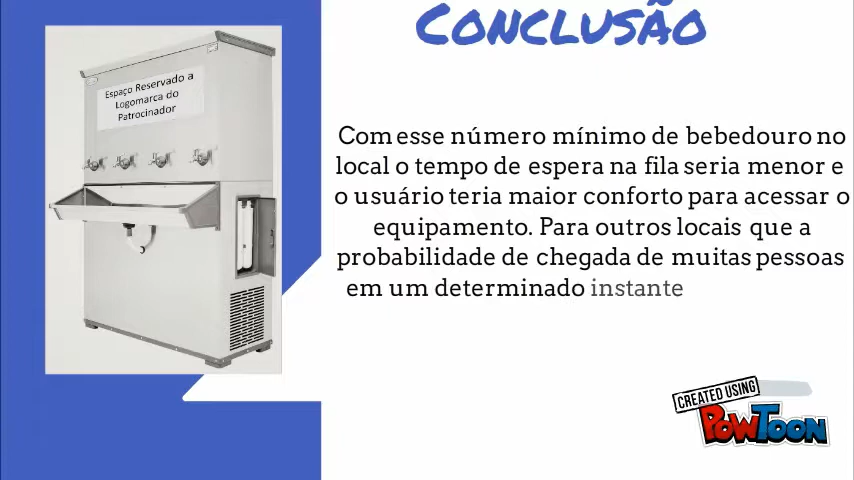 Conclusão
Espaço Reservado a
Logomarca do
Patrocinador
Com esse número mínimo de bebedouro no
local o tempo de espera na fila seria menor e
o usuário teria maior conforto para acessar o
equipamento. Para outros locais que a
probabilidade de chegada de muitas pessoas
em um determinado instante
CREATED USING
POWTOON